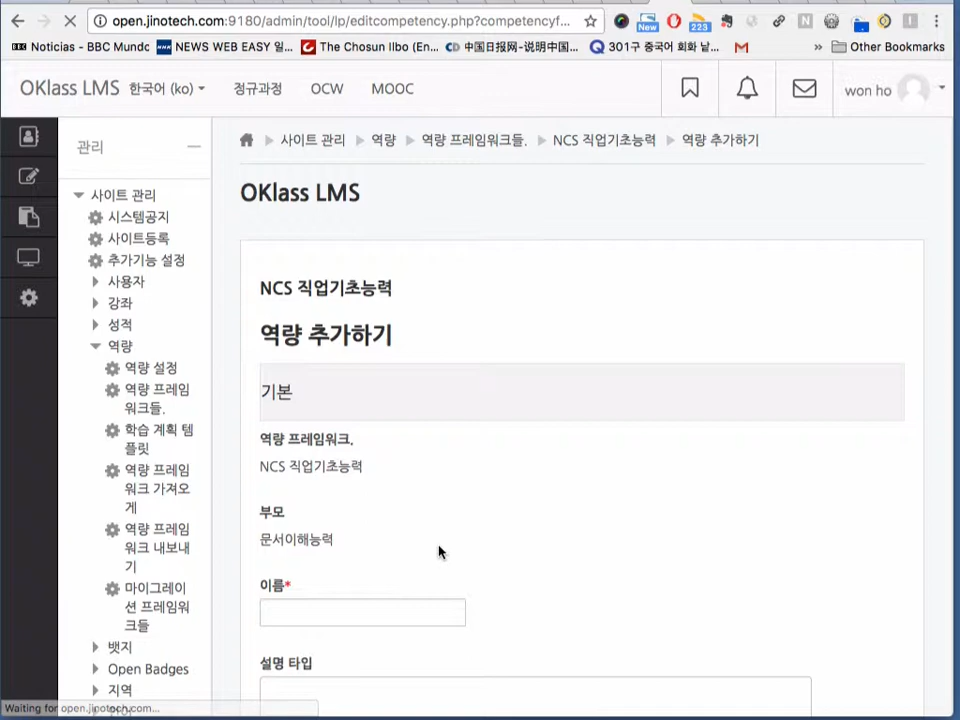 open.jinotech.com:9180/admin/tool/lp/editcompetency.php?competencyf...
New
223
Noticias - BBC Mundo
NEWS WEB EASY 일...
The Chosun Ilbo (En...
中国日报网-说明中国...
301구 중국어 회화 낱...
»
Other Bookmarks
OKlass LMS
한국어 (ko)
정규과정
OCW
MOOC
won ho
관리
사이트 관리
시스템공지
사이트등록
추가기능 설정
사용자
강좌
성적
역량
역량 설정
역량 프레임
워크들.
학습 계획 템
플릿
역량 프레임
워크 가져오
게
역량 프레임
워크 내보내
기
마이그레이
션 프레임워
크들
뱃지
Open Badges
지역
사이트 관리
역량
역량 프레임워크들.
NCS 직업기초능력
역량 추가하기
OKlass LMS
NCS 직업기초능력
역량 추가하기
기본
역량 프레임워크.
NCS 직업기초능력
부모
문서이해능력
이름*
설명 타입
Waiting for open.jinotech.com...